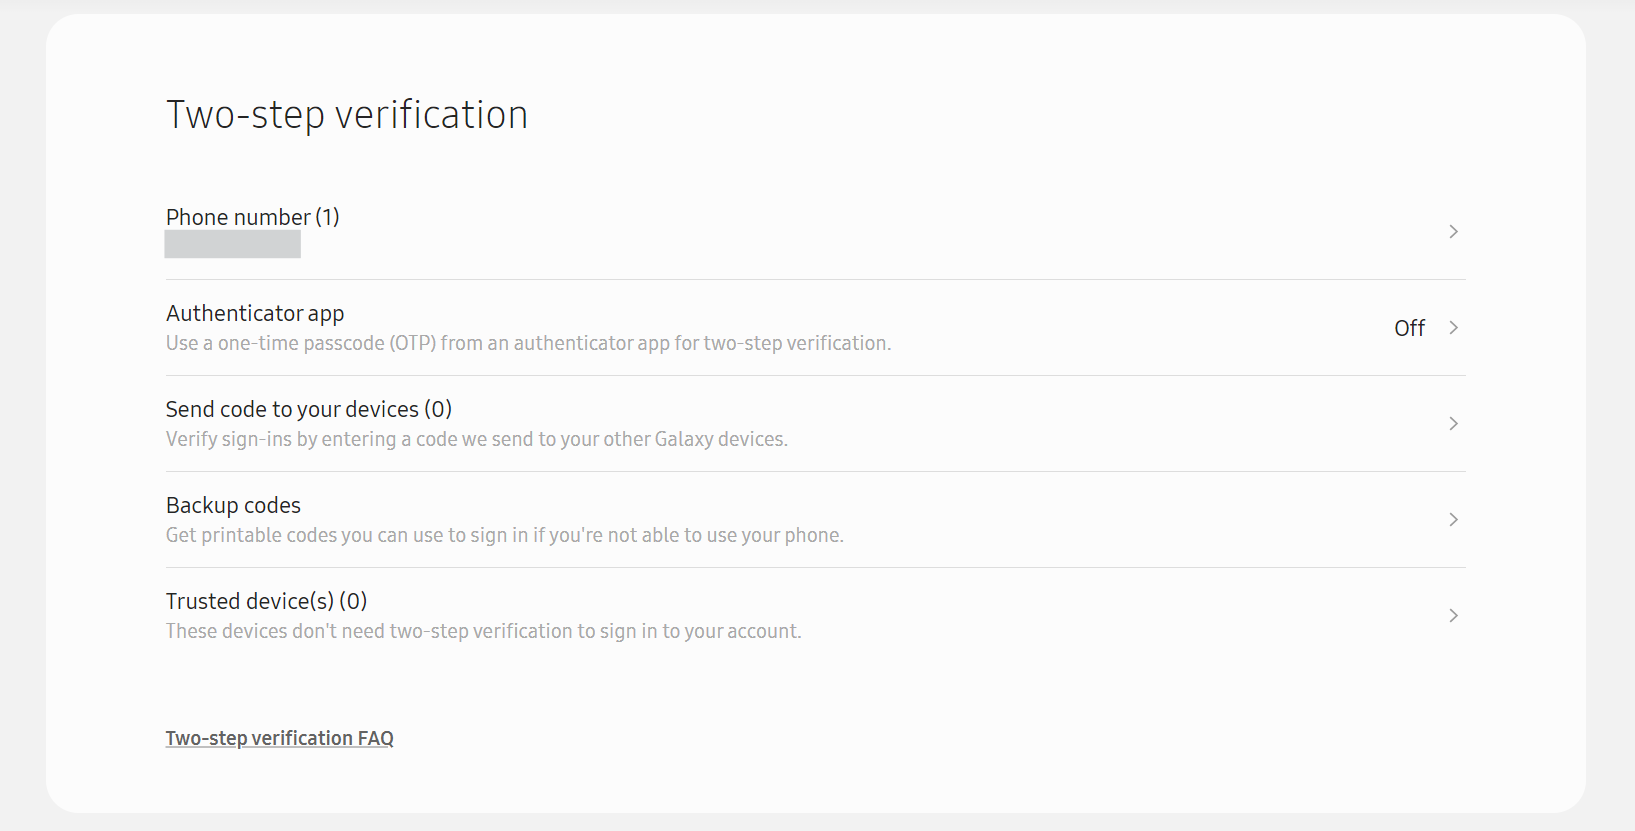 Two-step verification
Phone number (1)
Authenticator app
Use a one-time passcode (OTP) from an authenticator app for two-step verification.
Off
Send code to your devices (0)
Verify sign-ins by entering a code we send to your other Galaxy devices.
Backup codes
Get printable codes you can use to sign in if you're not able to use your phone.
Trusted device(s) (0)
These devices don't need two-step verification to sign in to your account.
Two-step verification FAQ